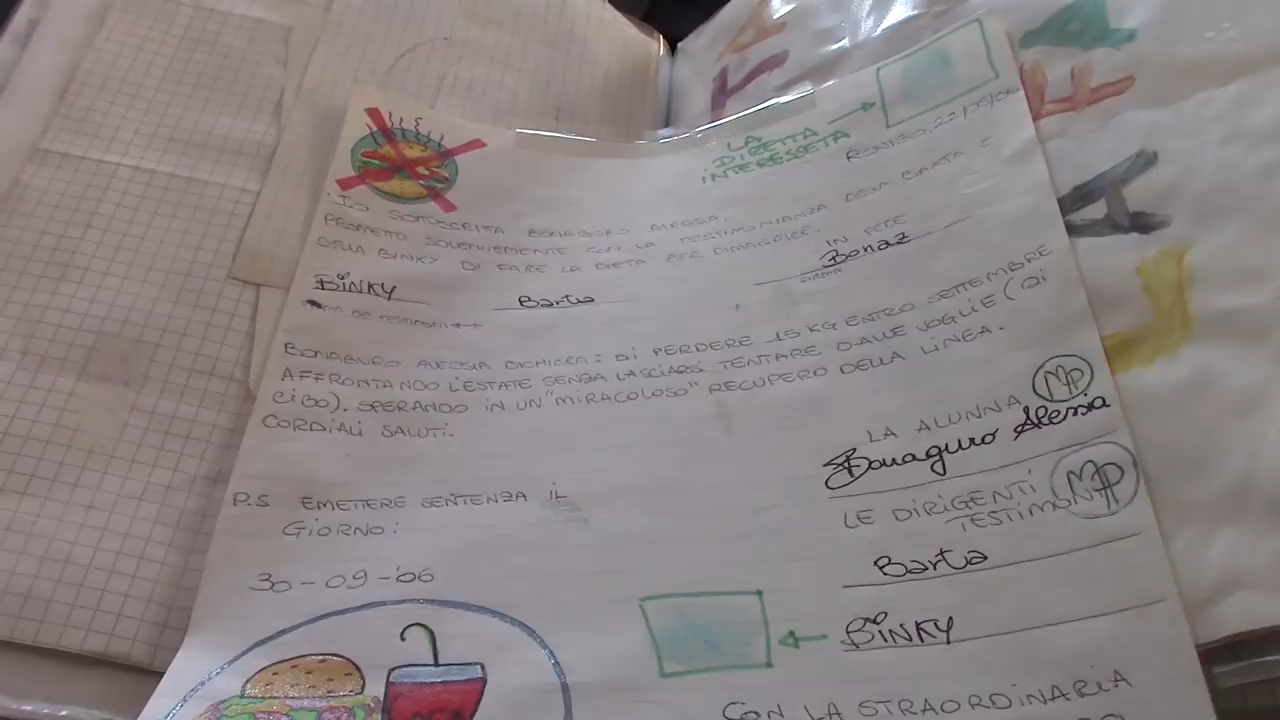 LA
DIRETTA
INTERESSETA
ROVIGO, 22/05/06
IO SOTTOSCRITTA BONAGURO ALESSIA,
PROMETO SOLENNEMENTE CON LA TESTIMONIANZA DELLA BARTA E
DELLA BINKY DI FARE LA DIETA PER DIMAGRIRE.
IN FEDE
BINKY Barta Bonaz
FIRMA
BONAGURO ALESSIA DICHIARA: DI PERDERE 15 KG ENTRO SETTEMBRE
AFFRONTANDO L'ESTATE SENZA LASCIARSI TENTARE DALLE VOGLIE (DI
CIBO). SPERANDO IN UN "MIRACOLOSO" RECUPERO DELLA LINEA.
CORDIALI SALUTI.
LA ALUNNA MP
Bonaguro Alessia
P.S EMETTERE SENTENZA IL
GIORNO:
30-09-'06
LE DIRIGENTI MP
TESTIMONI
Barta
BINKY
CON LA STRAORDINARIA